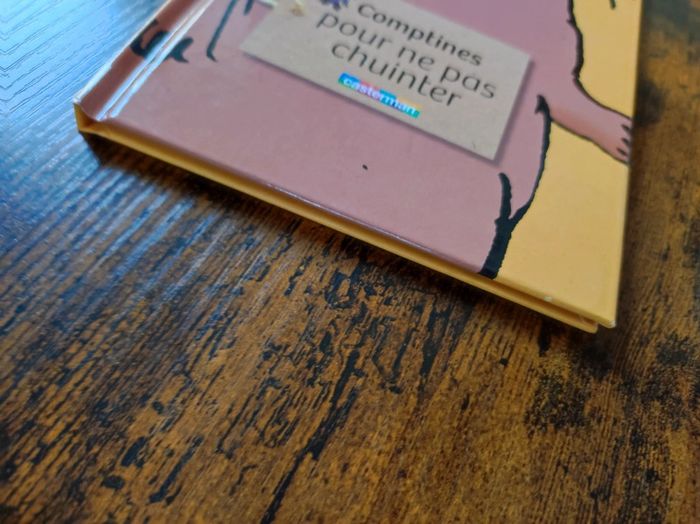 Comptines
pour ne pas
chuinter
casterman